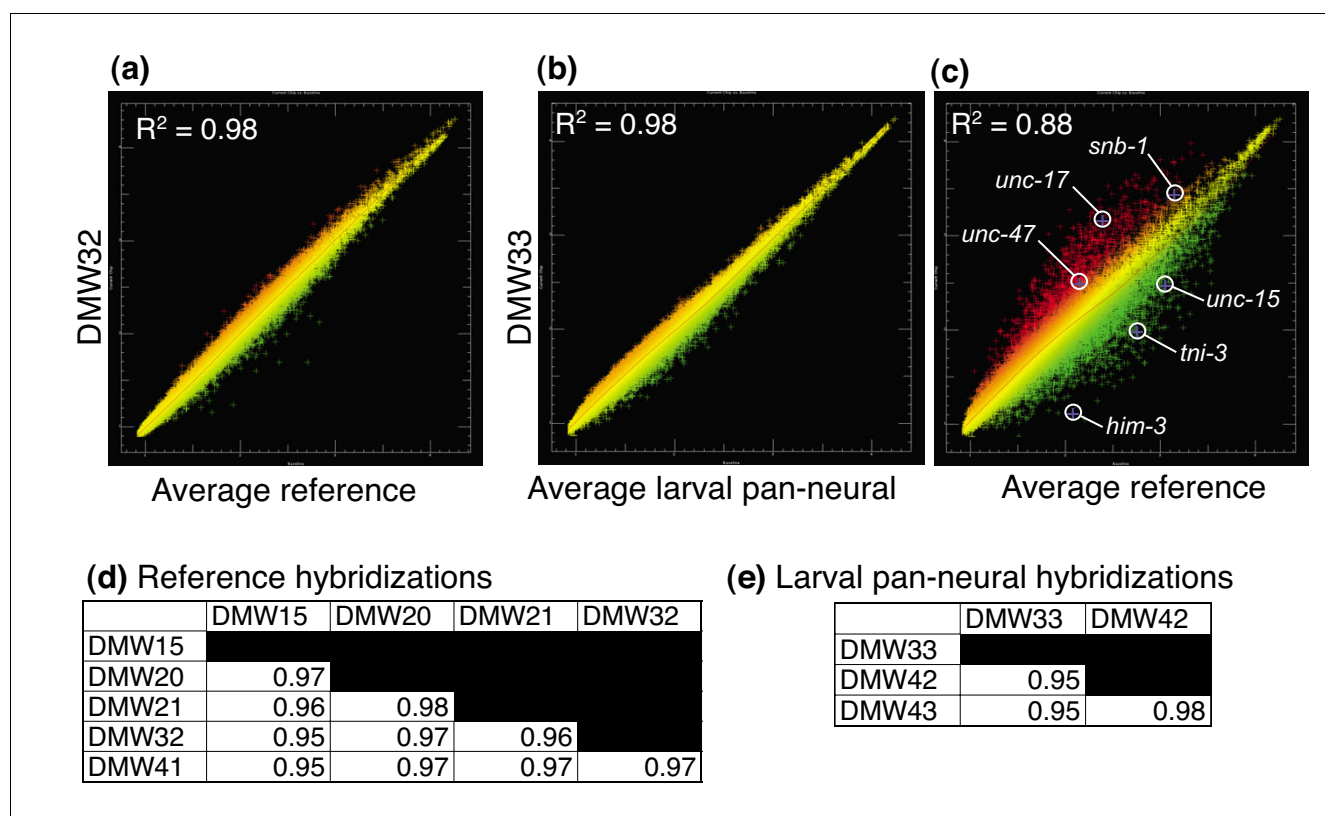 (a)
(b)
(c)
R² = 0.98
R² = 0.98
R² = 0.88
snb-1
unc-17
unc-47
unc-15
tni-3
him-3
DMW32
DMW33
Average reference
Average larval pan-neural
Average reference
(d) Reference hybridizations
DMW15 DMW20 DMW21 DMW32
DMW15
DMW20 0.97
DMW21 0.96 0.98
DMW32 0.95 0.97 0.96
DMW41 0.95 0.97 0.97 0.97
(e) Larval pan-neural hybridizations
DMW33 DMW42
DMW33
DMW42 0.95
DMW43 0.95 0.98